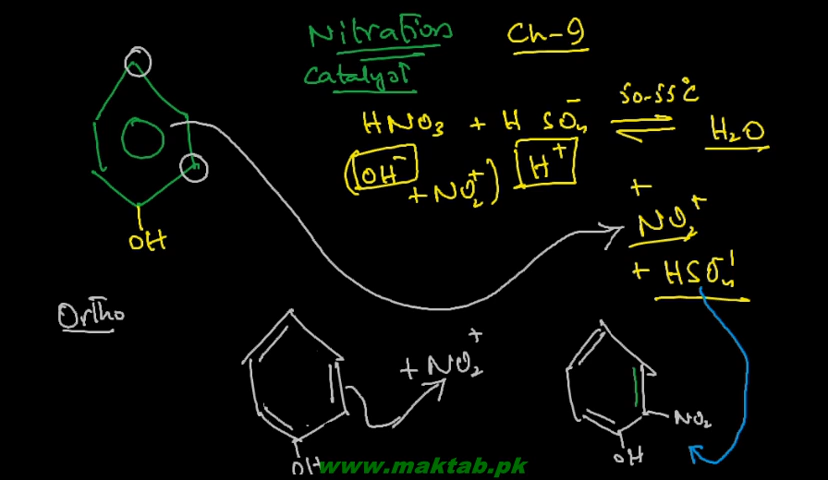 Nitration Ch-9
Catalyst
HNO3 + H SO4⁻ 50-55°C H2O
(OH⁻ + NO2⁺) H⁺
+
NO2⁺
+ HSO4⁻¹
OH
Ortho
+ NO2⁺
NO2
OH
OH
www.maktab.pk